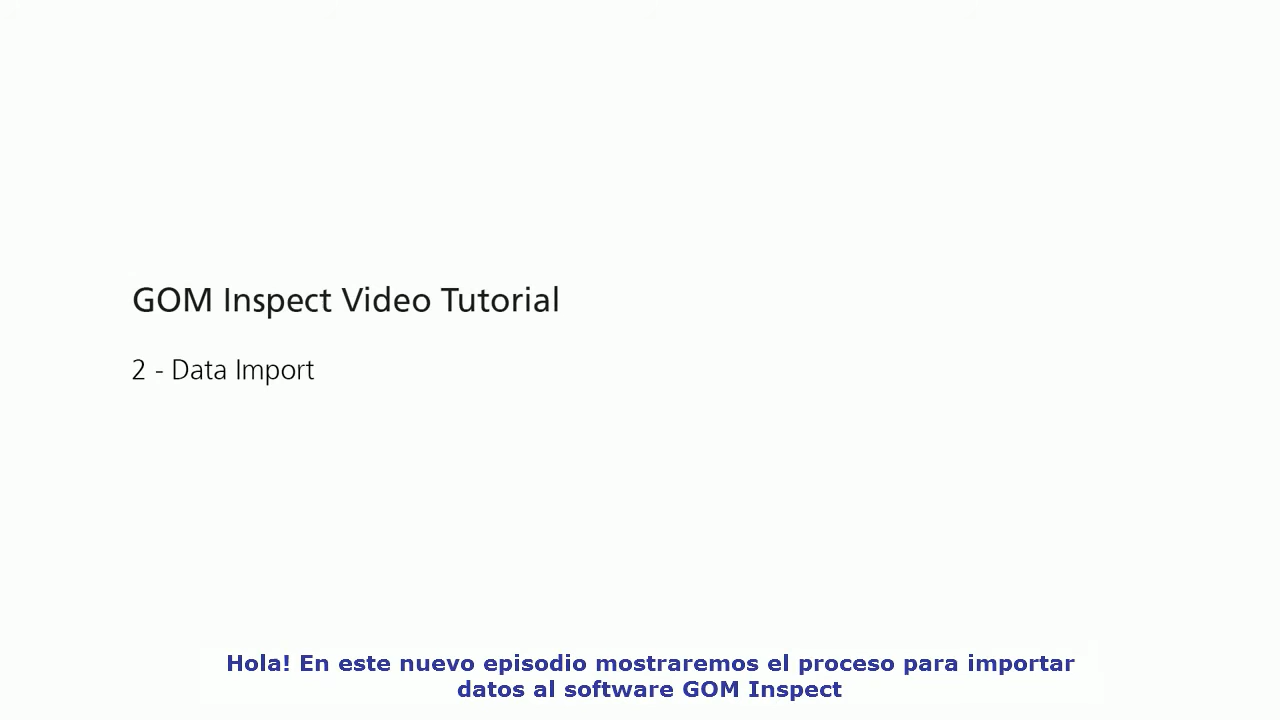 GOM Inspect Video Tutorial
2 - Data Import
Hola! En este nuevo episodio mostraremos el proceso para importar
datos al software GOM Inspect